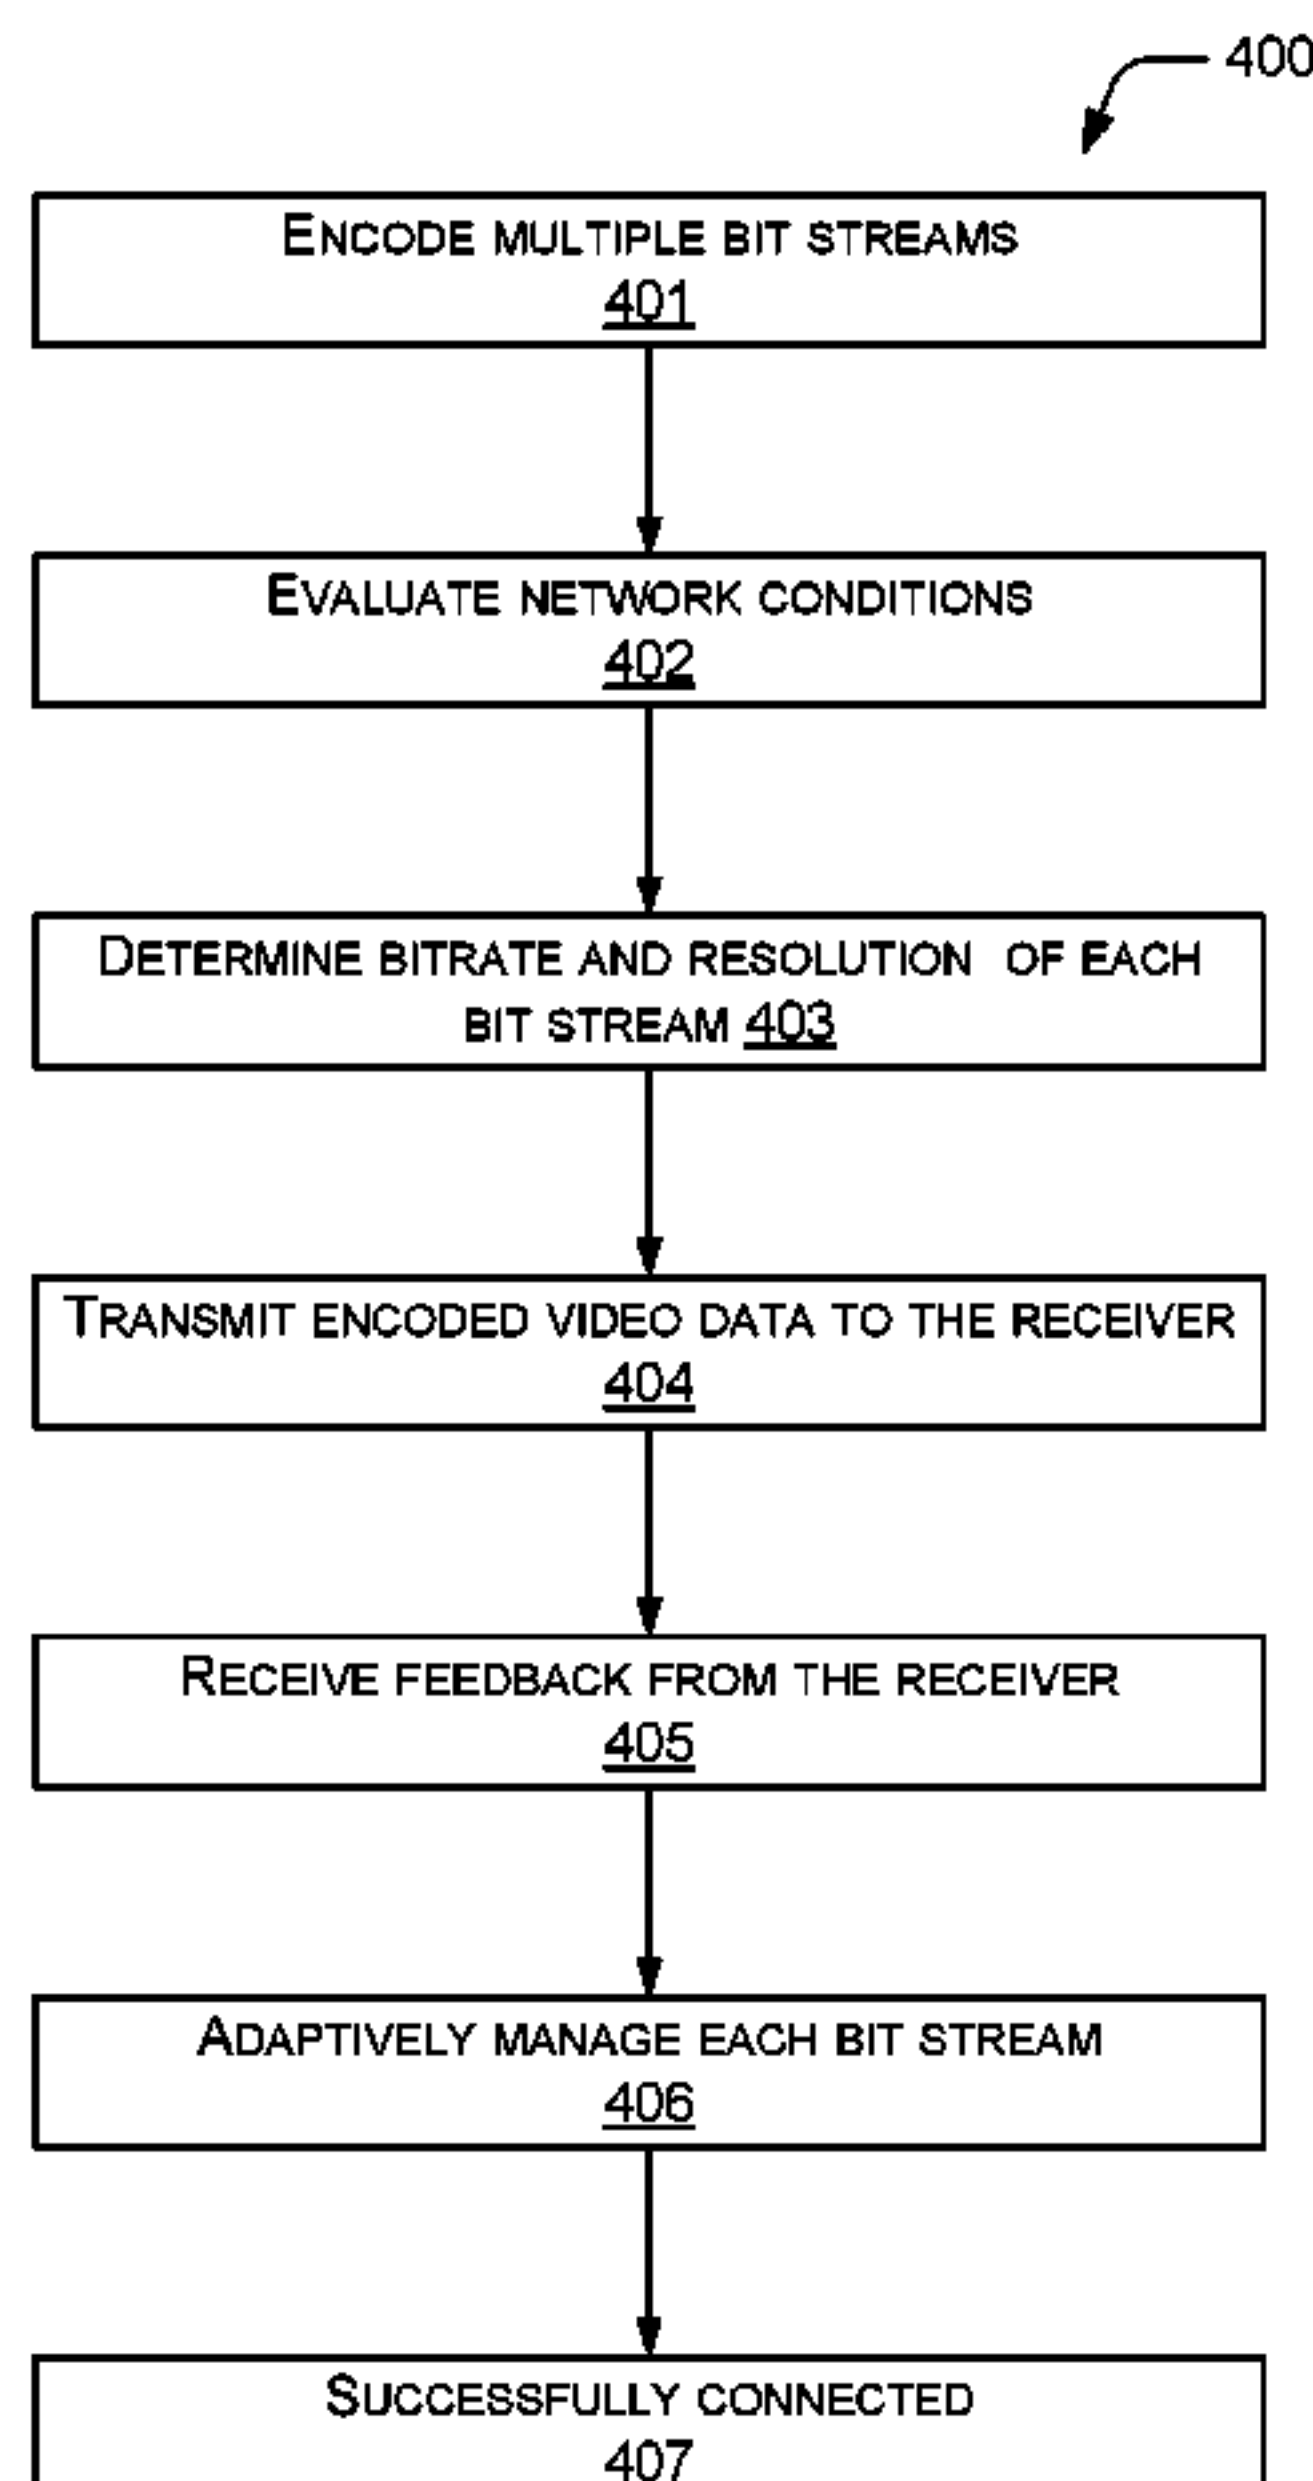 400
ENCODE MULTIPLE BIT STREAMS
401
EVALUATE NETWORK CONDITIONS
402
DETERMINE BITRATE AND RESOLUTION OF EACH
BIT STREAM 403
TRANSMIT ENCODED VIDEO DATA TO THE RECEIVER
404
RECEIVE FEEDBACK FROM THE RECEIVER
405
ADAPTIVELY MANAGE EACH BIT STREAM
406
SUCCESSFULLY CONNECTED
407